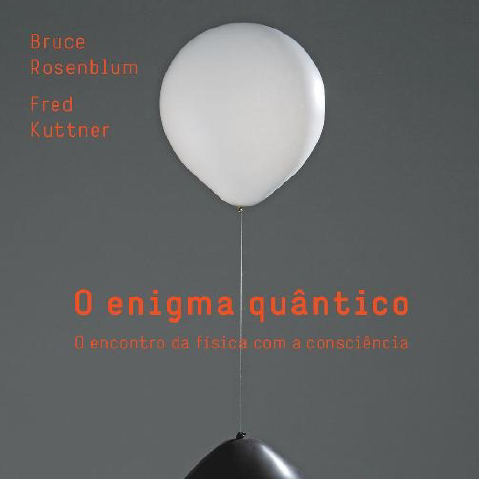 Bruce
Rosenblum
Fred
Kuttner
O enigma quântico
O encontro da física com a consciência